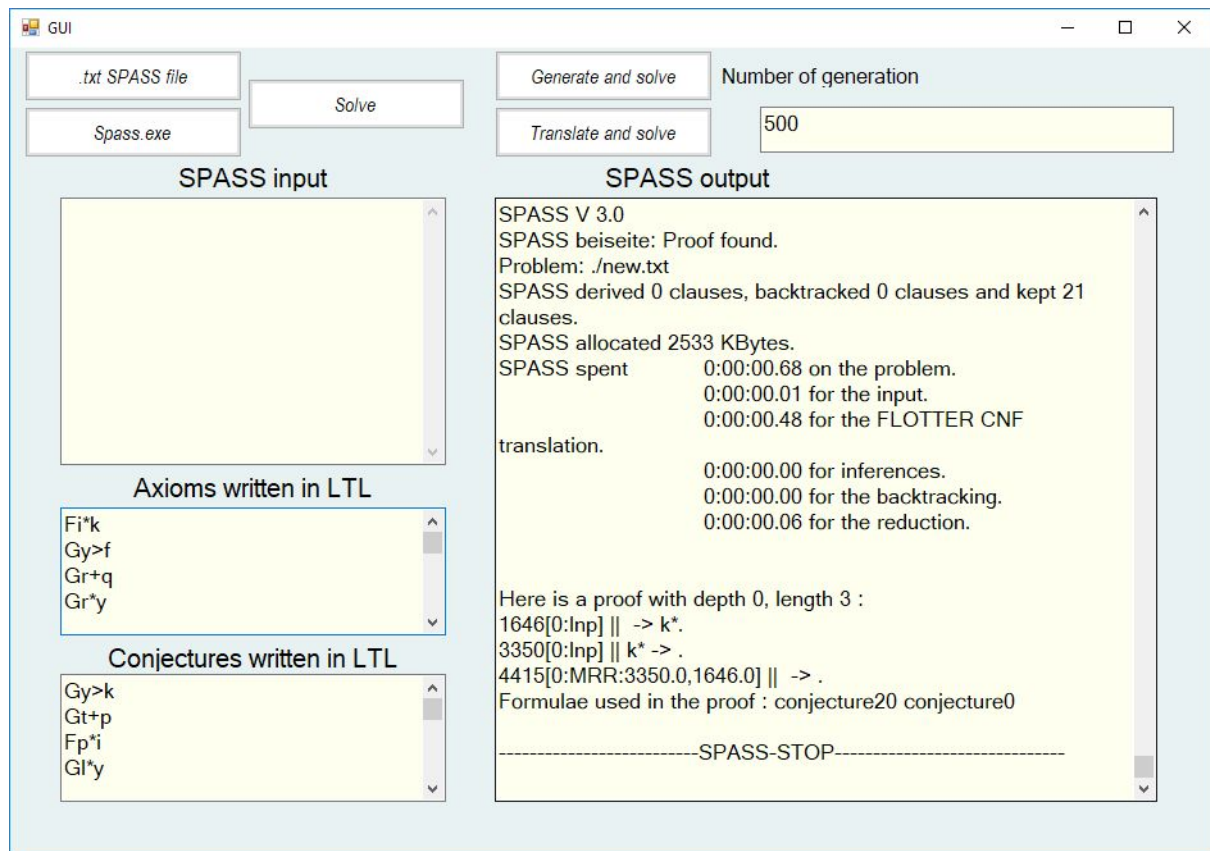 GUI
.txt SPASS file
Spass.exe
Solve
Generate and solve
Translate and solve
Number of generation
500
SPASS input
Axioms written in LTL
Fi*k
Gy>f
Gr+q
Gr*y
Conjectures written in LTL
Gy>k
Gt+p
Fp*i
Gl*y
SPASS output
SPASS V 3.0
SPASS beiseite: Proof found.
Problem: ./new.txt
SPASS derived 0 clauses, backtracked 0 clauses and kept 21
clauses.
SPASS allocated 2533 KBytes.
SPASS spent 0:00:00.68 on the problem.
0:00:00.01 for the input.
0:00:00.48 for the FLOTTER CNF
translation.
0:00:00.00 for inferences.
0:00:00.00 for the backtracking.
0:00:00.06 for the reduction.
Here is a proof with depth 0, length 3 :
1646[0:Inp] || -> k*.
3350[0:Inp] || k* -> .
4415[0:MRR:3350.0,1646.0] || -> .
Formulae used in the proof : conjecture20 conjecture0
--------------------------SPASS-STOP------------------------------